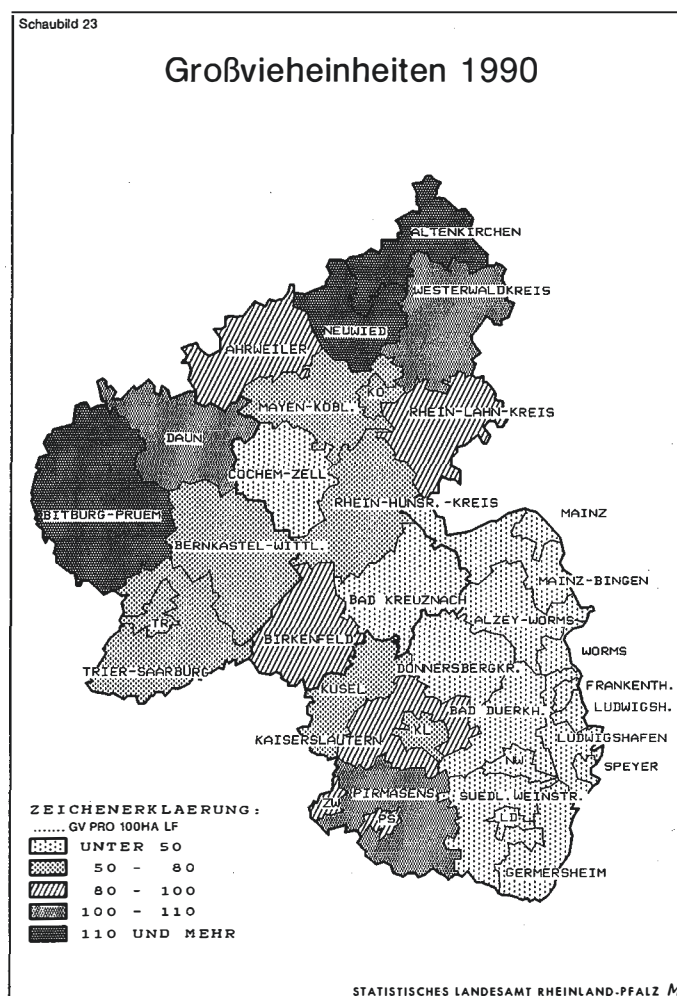 Schaubild 23
Großvieheinheiten 1990
ALTENKIRCHEN
WESTERWALDKREIS
NEUWIED
AHRWEILER
KO
MAYEN-KOBL.
RHEIN-LAHN-KREIS
DAUN
COCHEM-ZELL
RHEIN-HUNSR.-KREIS
BITBURG-PRUEM
MAINZ
BERNKASTEL-WITTL.
MAINZ-BINGEN
BAD KREUZNACH
ALZEY-WORMS
TR
BIRKENFELD
WORMS
TRIER-SAARBURG
DONNERSBERGKR.
KUSEL
FRANKENTH.
BAD DUERKH.
LUDWIGSH.
KL
KAISERSLAUTERN
LUDWIGSHAFEN
NW
SPEYER
PIRMASENS
SUEDL. WEINSTR.
ZW
PS
LD
GERMERSHEIM
ZEICHENERKLAERUNG:
........ GV PRO 100HA LF
UNTER 50
50 - 80
80 - 100
100 - 110
110 UND MEHR
STATISTISCHES LANDESAMT RHEINLAND-PFALZ M